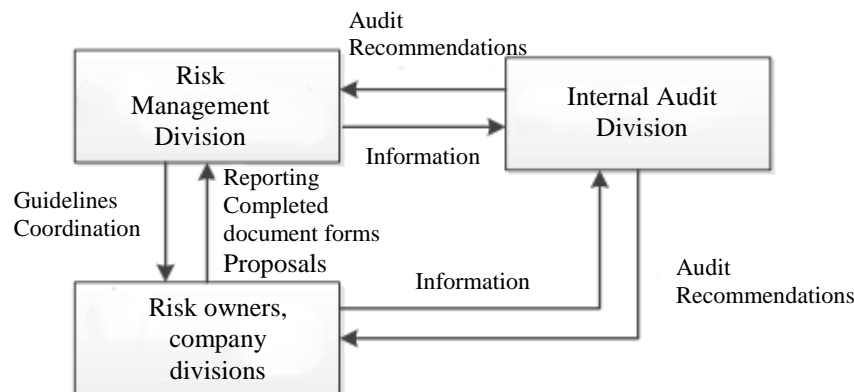 Audit
Recommendations
Risk
Management
Division
Internal Audit
Division
Information
Guidelines
Coordination
Reporting
Completed
document forms
Proposals
Information
Audit
Recommendations
Risk owners,
company
divisions